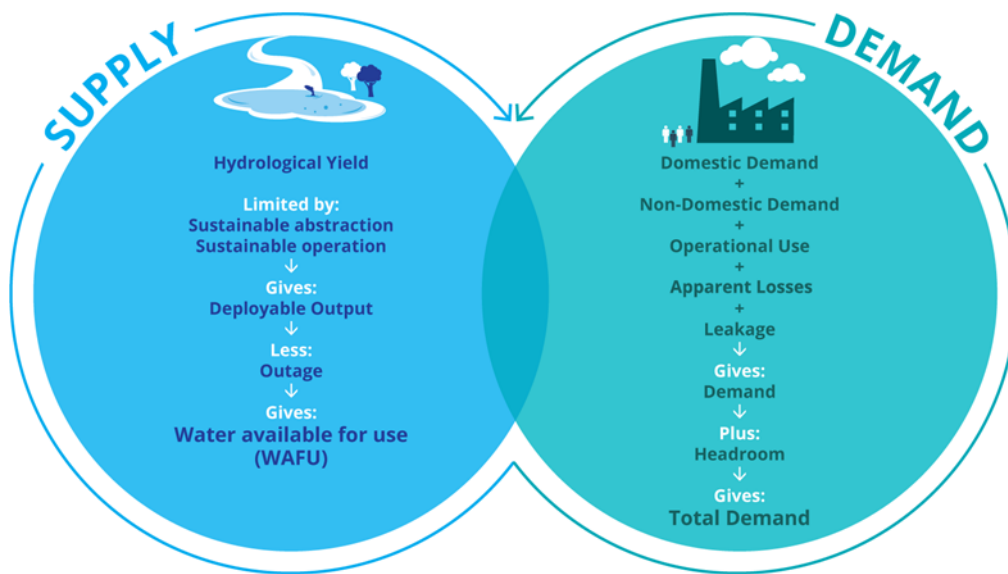 SUPPLY
Hydrological Yield
Limited by:
Sustainable abstraction
Sustainable operation
↓
Gives:
Deployable Output
↓
Less:
Outage
↓
Gives:
Water available for use
(WAFU)
DEMAND
Domestic Demand
+
Non-Domestic Demand
+
Operational Use
+
Apparent Losses
+
Leakage
↓
Gives:
Demand
↓
Plus:
Headroom
↓
Gives:
Total Demand